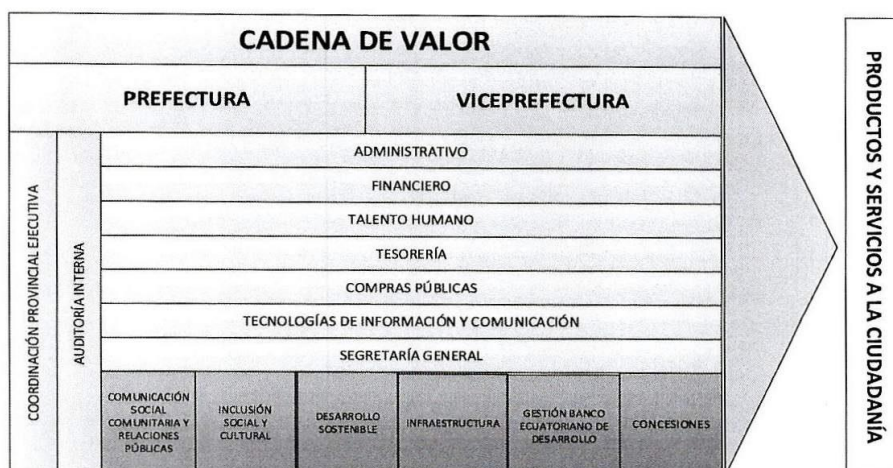 CADENA DE VALOR
PREFECTURA
VICEPREFECTURA
COORDINACIÓN PROVINCIAL EJECUTIVA
AUDITORÍA INTERNA
ADMINISTRATIVO
FINANCIERO
TALENTO HUMANO
TESORERÍA
COMPRAS PÚBLICAS
TECNOLOGÍAS DE INFORMACIÓN Y COMUNICACIÓN
SEGRETARÍA GENERAL
COMUNICACIÓN
SOCIAL
COMUNITARIA Y
RELACIONES
PÚBLICAS
INCLUSIÓN
SOCIAL Y
CULTURAL
DESARROLLO
SOSTENIBLE
INFRAESTRUCTURA
GESTIÓN BANCO
ECUATORIANO DE
DESARROLLO
CONCESIONES
PRODUCTOS Y SERVICIOS A LA CIUDADANÍA